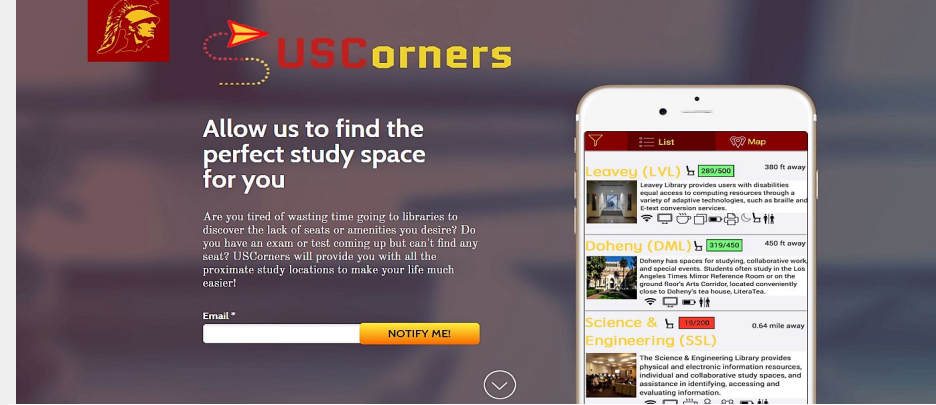 USCorners
Allow us to find the
perfect study space
for you
Are you tired of wasting time going to libraries to
discover the lack of seats or amenities you desire? Do
you have an exam or test coming up but can't find any
seat? USCorners will provide you with all the
proximate study locations to make your life much
easier!
Email *
NOTIFY ME!
List
Map
Leavey (LVL) 289/500 380 ft away
Leavey Library provides users with disabilities
equal access to computing resources through a
variety of adaptive technologies, such as braille and
E-text conversion services.
Doheny (DML) 319/450 450 ft away
Doheny has spaces for studying, collaborative work,
and special events. Students often study in the Los
Angeles Times Mirror Reference Room or on the
ground floor's Arts Corridor, located conveniently
close to Doheny's tea house, LiteraTea.
Science & 19/200 0.64 mile away
Engineering (SSL)
The Science & Engineering Library provides
physical and electronic information resources,
individual and collaborative study spaces, and
assistance in identifying, accessing and
evaluating information.